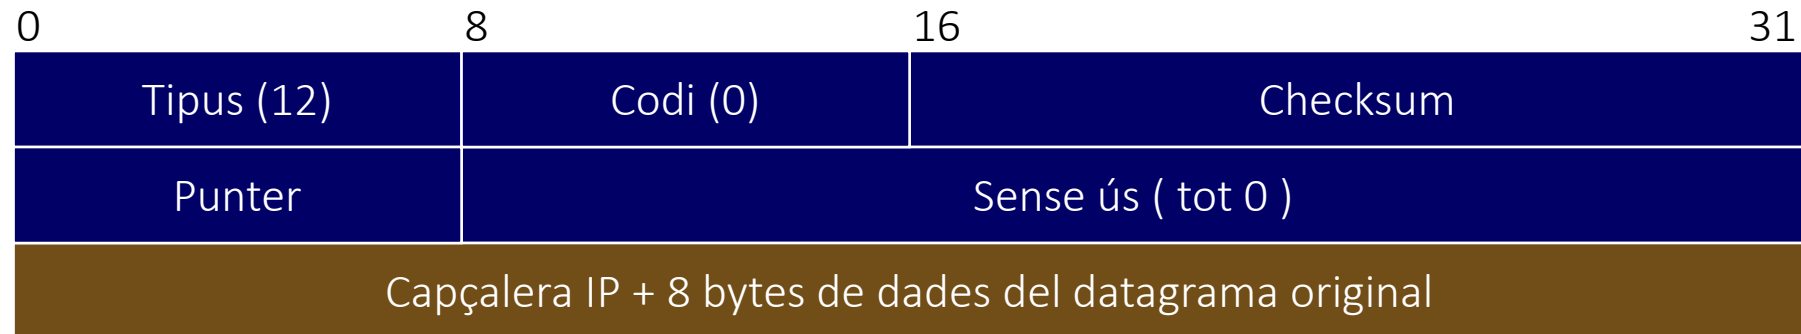 0 8 16 31
Tipus (12) Codi (0) Checksum
Punter Sense ús ( tot 0 )
Capçalera IP + 8 bytes de dades del datagrama original